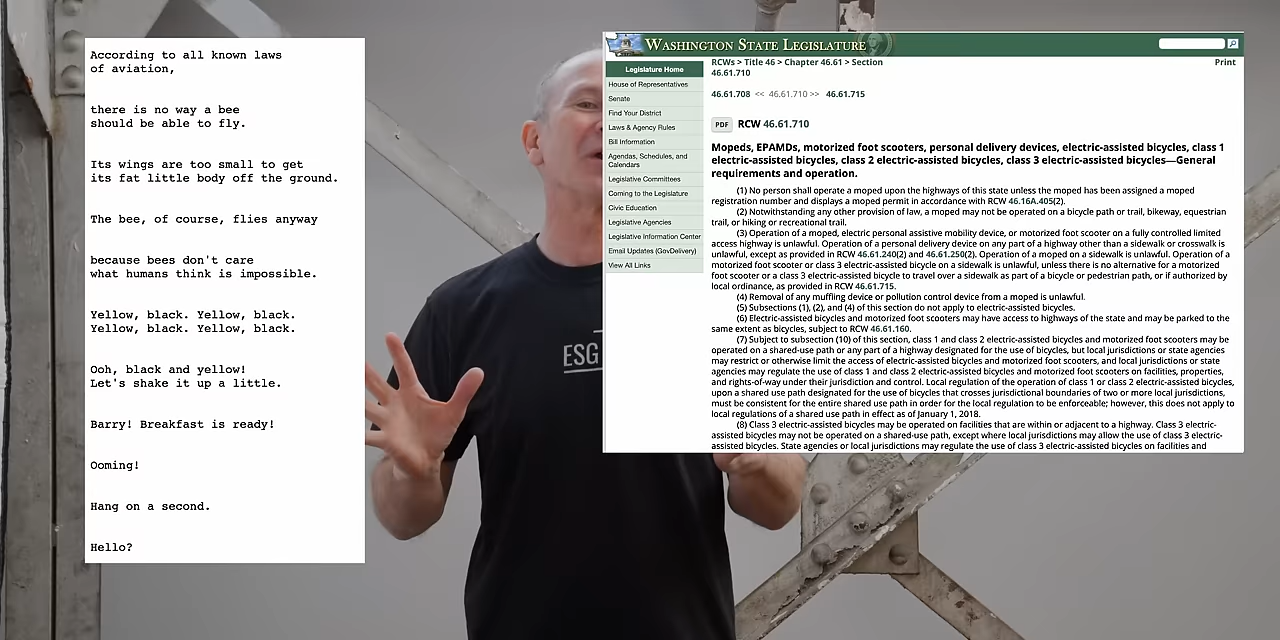 According to all known laws
of aviation,
there is no way a bee
should be able to fly.
Its wings are too small to get
its fat little body off the ground.
The bee, of course, flies anyway
because bees don't care
what humans think is impossible.
Yellow, black. Yellow, black.
Yellow, black. Yellow, black.
Ooh, black and yellow!
Let's shake it up a little.
Barry! Breakfast is ready!
Ooming!
Hang on a second.
Hello?
ESG
WASHINGTON STATE LEGISLATURE
Legislature Home
House of Representatives
Senate
Find Your District
Laws & Agency Rules
Bill Information
Agendas, Schedules, and
Calendars
Legislative Committees
Coming to the Legislature
Civic Education
Legislative Agencies
Legislative Information Center
Email Updates (GovDelivery)
View All Links
RCWs > Title 46 > Chapter 46.61 > Section
46.61.710
Print
46.61.708 << 46.61.710 >> 46.61.715
PDF RCW 46.61.710
Mopeds, EPAMDs, motorized foot scooters, personal delivery devices, electric-assisted bicycles, class 1
electric-assisted bicycles, class 2 electric-assisted bicycles, class 3 electric-assisted bicycles—General
requirements and operation.
(1) No person shall operate a moped upon the highways of this state unless the moped has been assigned a moped
registration number and displays a moped permit in accordance with RCW 46.16A.405(2).
(2) Notwithstanding any other provision of law, a moped may not be operated on a bicycle path or trail, bikeway, equestrian
trail, or hiking or recreational trail.
(3) Operation of a moped, electric personal assistive mobility device, or motorized foot scooter on a fully controlled limited
access highway is unlawful. Operation of a personal delivery device on any part of a highway other than a sidewalk or crosswalk is
unlawful, except as provided in RCW 46.61.240(2) and 46.61.250(2). Operation of a moped on a sidewalk is unlawful. Operation of a
motorized foot scooter or class 3 electric-assisted bicycle on a sidewalk is unlawful, unless there is no alternative for a motorized
foot scooter or a class 3 electric-assisted bicycle to travel over a sidewalk as part of a bicycle or pedestrian path, or if authorized by
local ordinance, as provided in RCW 46.61.715.
(4) Removal of any muffling device or pollution control device from a moped is unlawful.
(5) Subsections (1), (2), and (4) of this section do not apply to electric-assisted bicycles.
(6) Electric-assisted bicycles and motorized foot scooters may have access to highways of the state and may be parked to the
same extent as bicycles, subject to RCW 46.61.160.
(7) Subject to subsection (10) of this section, class 1 and class 2 electric-assisted bicycles and motorized foot scooters may be
operated on a shared-use path or any part of a highway designated for the use of bicycles, but local jurisdictions or state agencies
may restrict or otherwise limit the access of electric-assisted bicycles and motorized foot scooters, and local jurisdictions or state
agencies may regulate the use of class 1 and class 2 electric-assisted bicycles and motorized foot scooters on facilities, properties,
and rights-of-way under their jurisdiction and control. Local regulation of the operation of class 1 or class 2 electric-assisted bicycles,
upon a shared use path designated for the use of bicycles that crosses jurisdictional boundaries of two or more local jurisdictions,
must be consistent for the entire shared use path in order for the local regulation to be enforceable; however, this does not apply to
local regulations of a shared use path in effect as of January 1, 2018.
(8) Class 3 electric-assisted bicycles may be operated on facilities that are within or adjacent to a highway. Class 3 electric-
assisted bicycles may not be operated on a shared-use path, except where local jurisdictions may allow the use of class 3 electric-
assisted bicycles. State agencies or local jurisdictions may regulate the use of class 3 electric-assisted bicycles on facilities and